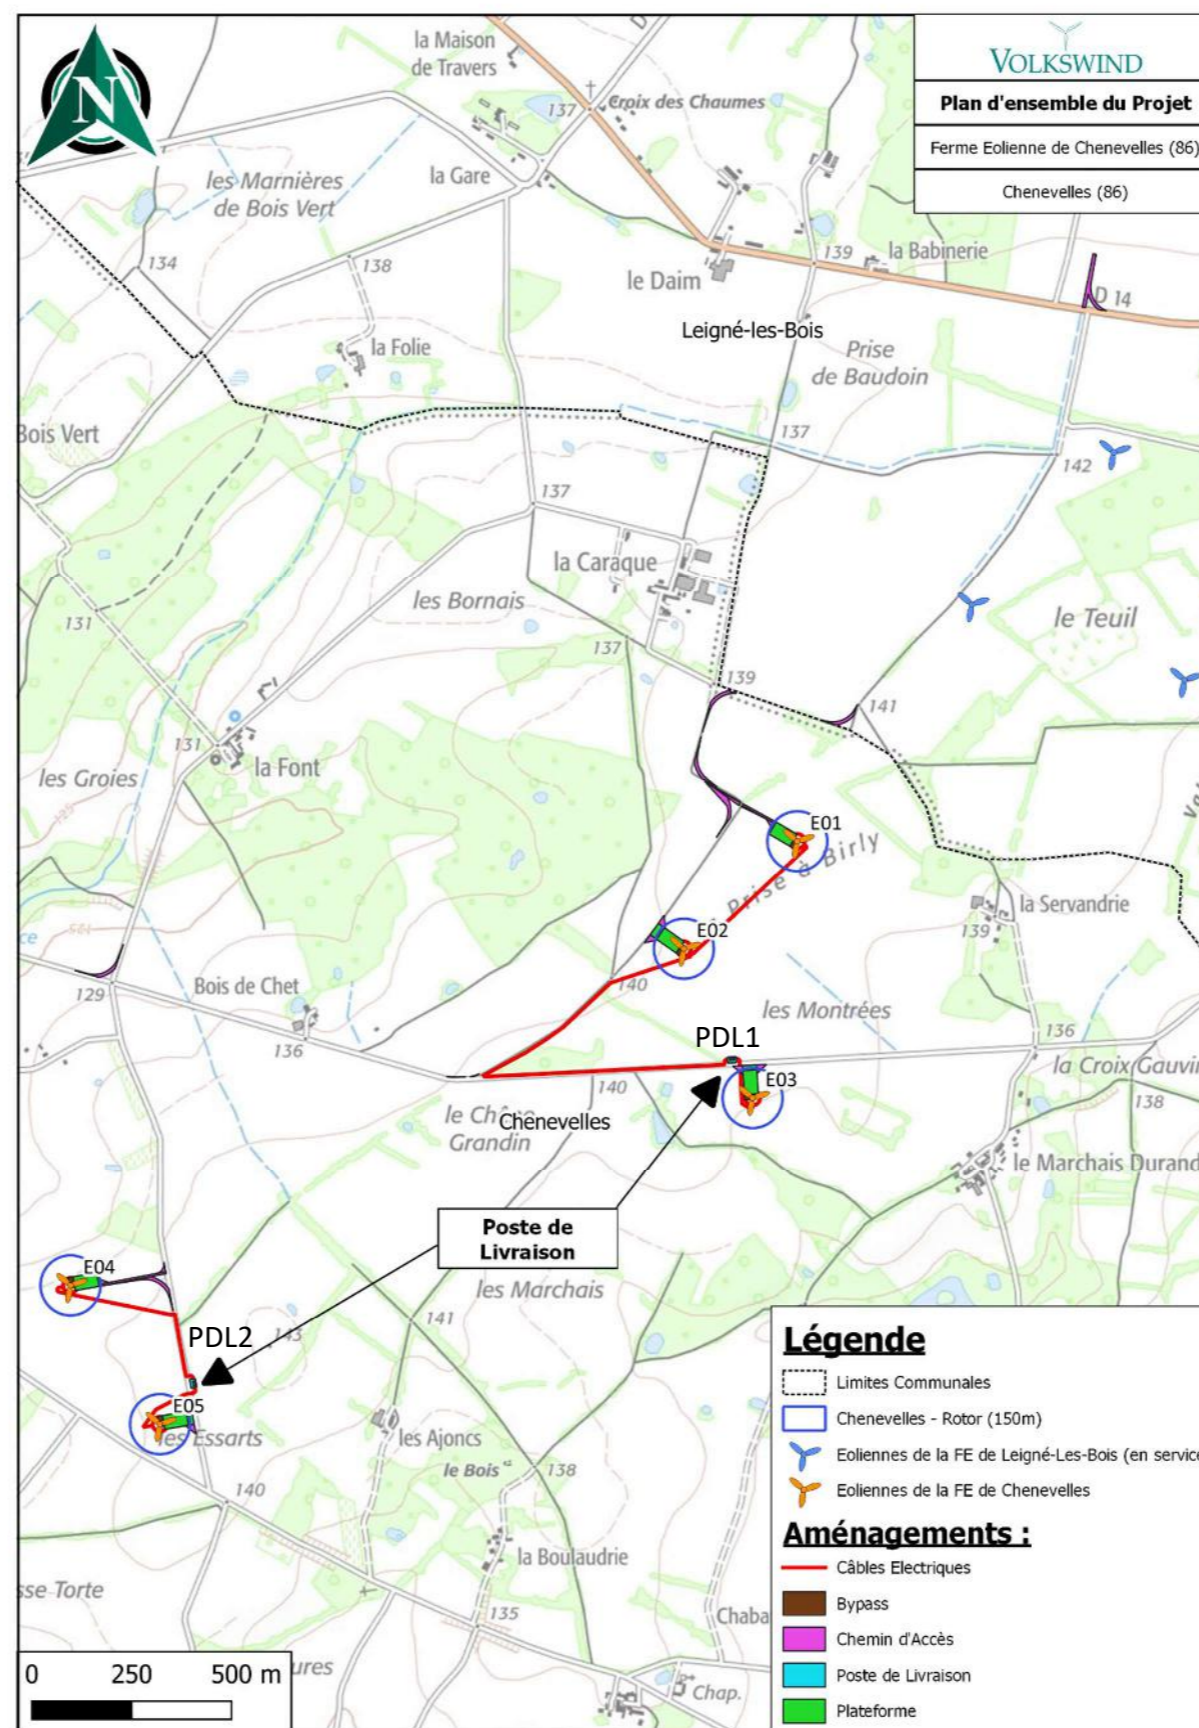 N
VOLKSWIND
Plan d'ensemble du Projet
Ferme Eolienne de Chenevelles (86)
Chenevelles (86)
la Maison
de Travers
Croix des Chaumes
137
la Gare
les Marnières
de Bois Vert
134
138
139
la Babinerie
le Daim
D 14
Leigné-les-Bois
la Folie
Prise
de Baudoin
Bois Vert
137
142
137
la Caraque
les Bornais
le Teuil
131
137
139
141
131
la Font
les Groies
125
E01
Prise à Birly
la Servandrie
E02
139
129
Bois de Chet
140
les Montrées
136
136
PDL1
la Croix Gauvin
140
E03
138
le Chêne
Grandin
Chenevelles
le Marchais Durand
Poste de
Livraison
E04
les Marchais
141
PDL2
143
E05
les Essarts
les Ajoncs
le Bois
138
140
la Boulaudrie
sse Torte
135
Chaba
ures
Chap.
0 250 500 m
Légende
Limites Communales
Chenevelles - Rotor (150m)
Eoliennes de la FE de Leigné-Les-Bois (en service
Eoliennes de la FE de Chenevelles
Aménagements :
Câbles Electriques
Bypass
Chemin d'Accès
Poste de Livraison
Plateforme